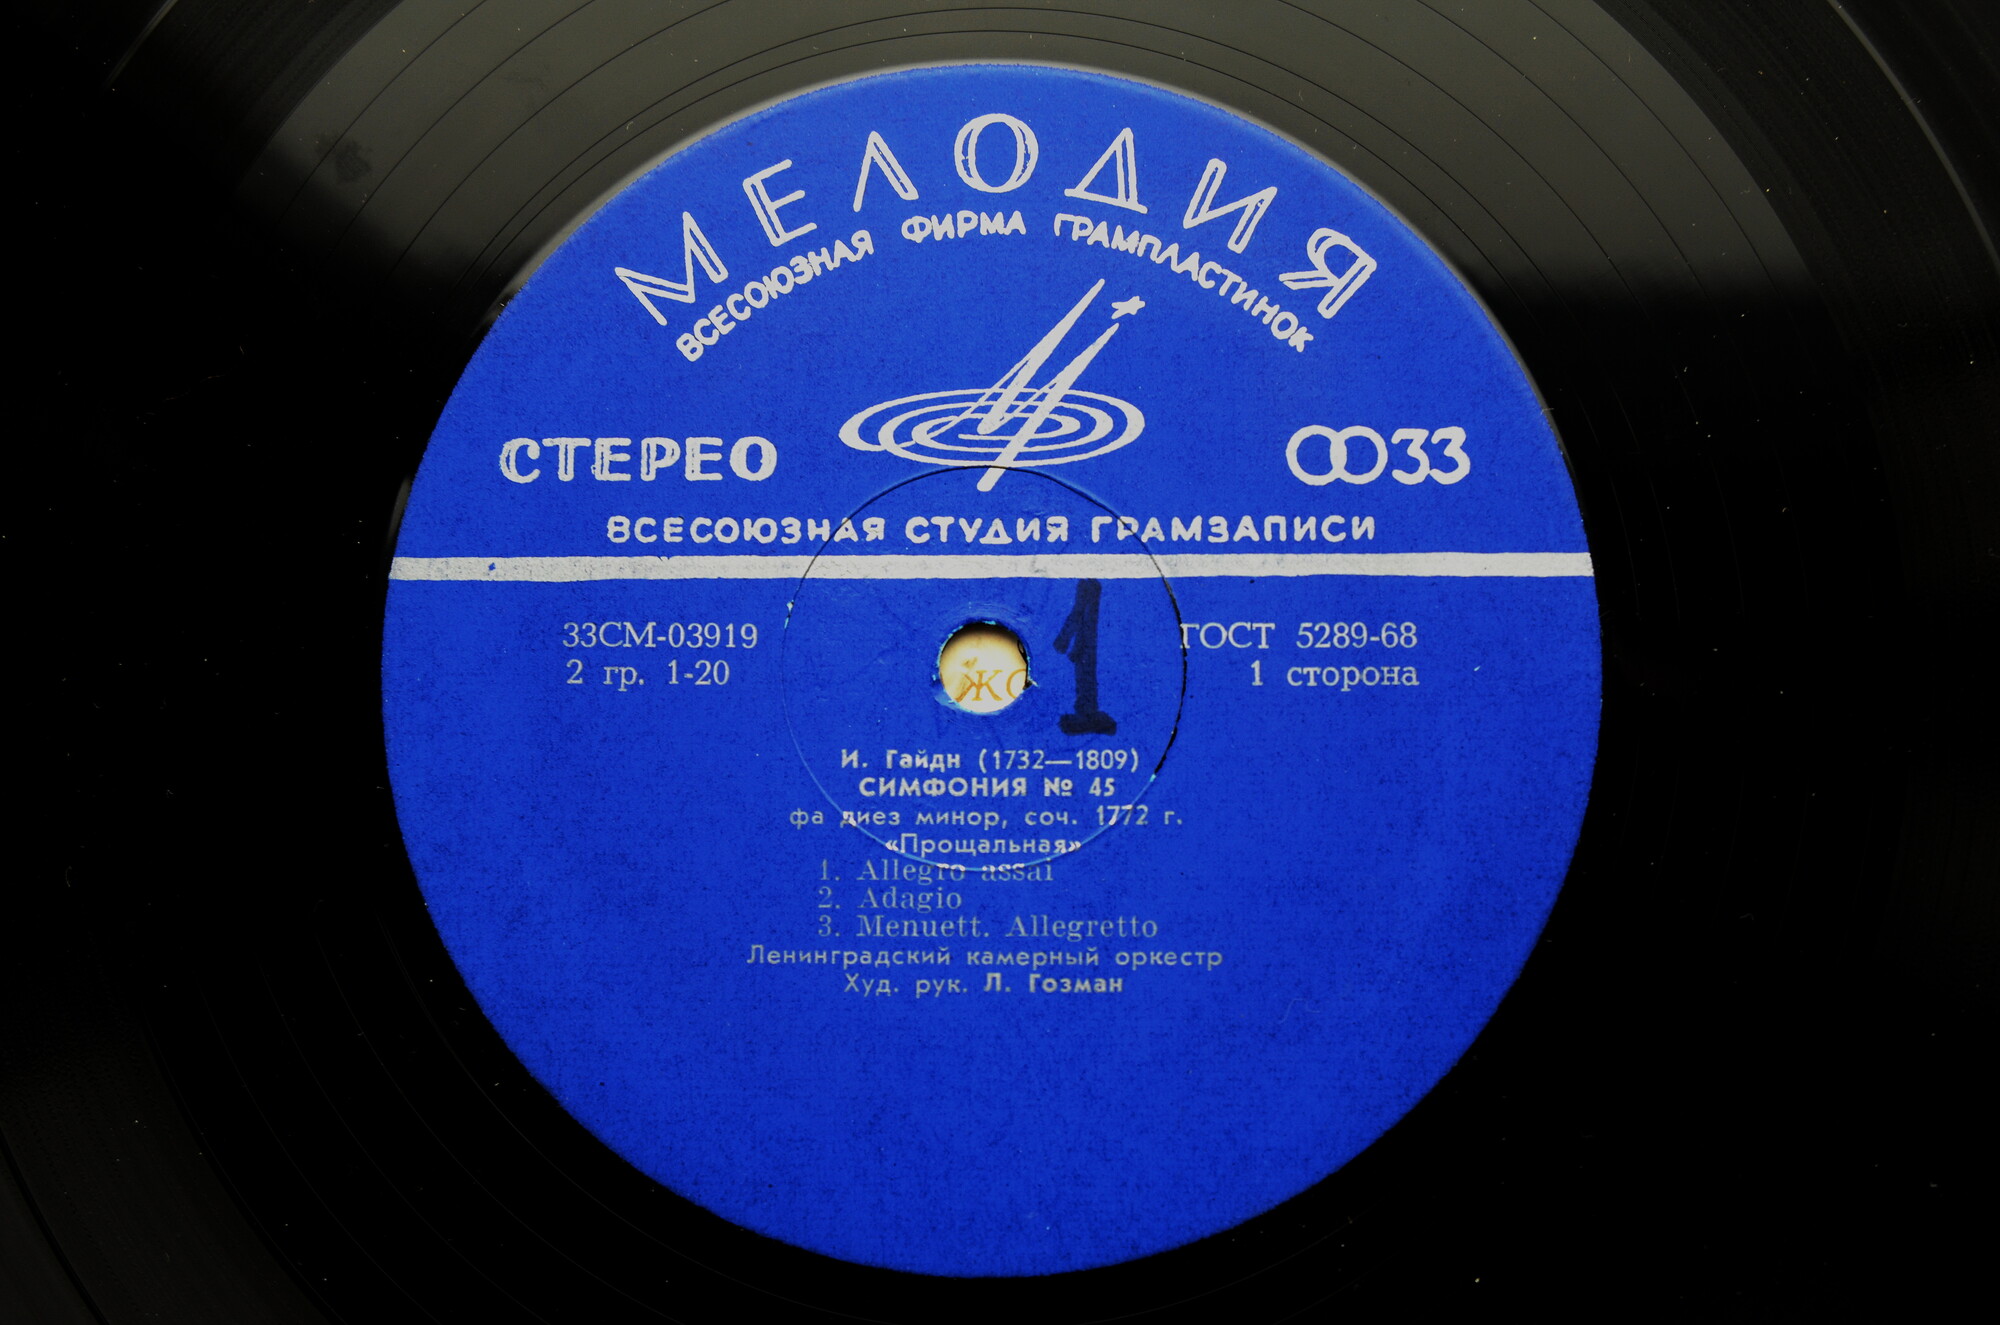 МЕЛОДИЯ
ВСЕСОЮЗНАЯ ФИРМА ГРАМПЛАСТИНОК
СТЕРЕО
33
ВСЕСОЮЗНАЯ СТУДИЯ ГРАМЗАПИСИ
33СМ-03919
ГОСТ 5289-68
2 гр. 1-20
1 сторона
1
ЖО
И. Гайдн (1732—1809)
СИМФОНИЯ № 45
фа диез минор, соч. 1772 г.
«Прощальная»
1. Allegro assai
2. Adagio
3. Menuett. Allegretto
Ленинградский камерный оркестр
Худ. рук. Л. Гозман